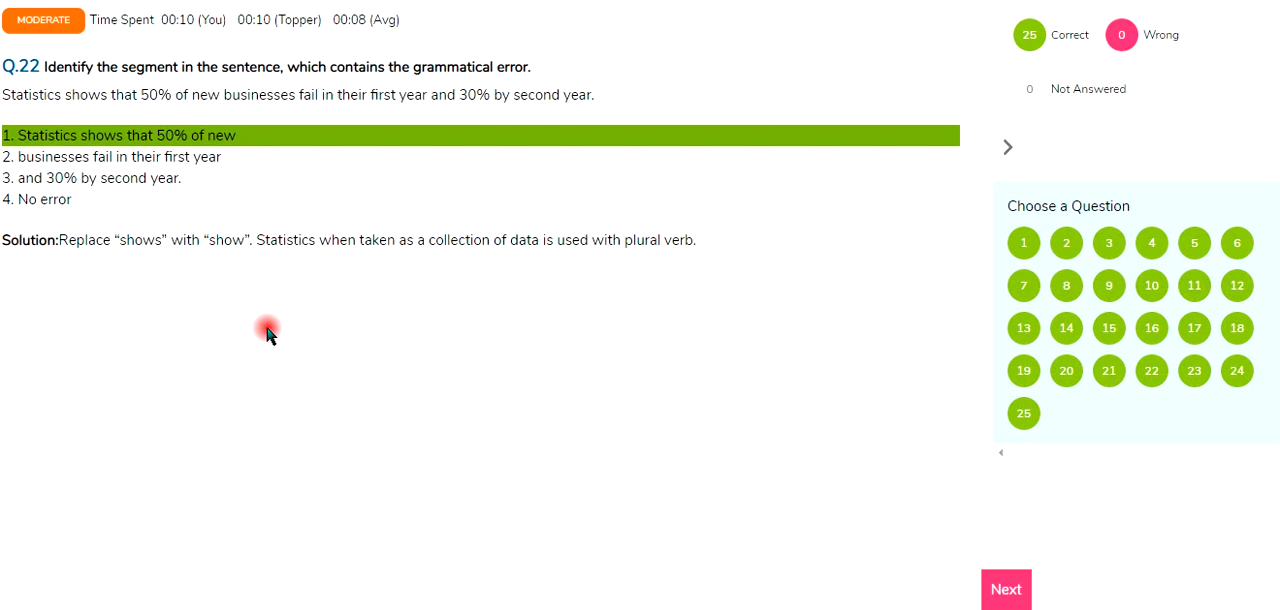 MODERATE Time Spent 00:10 (You) 00:10 (Topper) 00:08 (Avg)
Q.22 Identify the segment in the sentence, which contains the grammatical error.
Statistics shows that 50% of new businesses fail in their first year and 30% by second year.
1. Statistics shows that 50% of new
2. businesses fail in their first year
3. and 30% by second year.
4. No error
Solution:Replace “shows” with “show”. Statistics when taken as a collection of data is used with plural verb.
25 Correct 0 Wrong
0 Not Answered
Choose a Question
1 2 3 4 5 6
7 8 9 10 11 12
13 14 15 16 17 18
19 20 21 22 23 24
25
Next